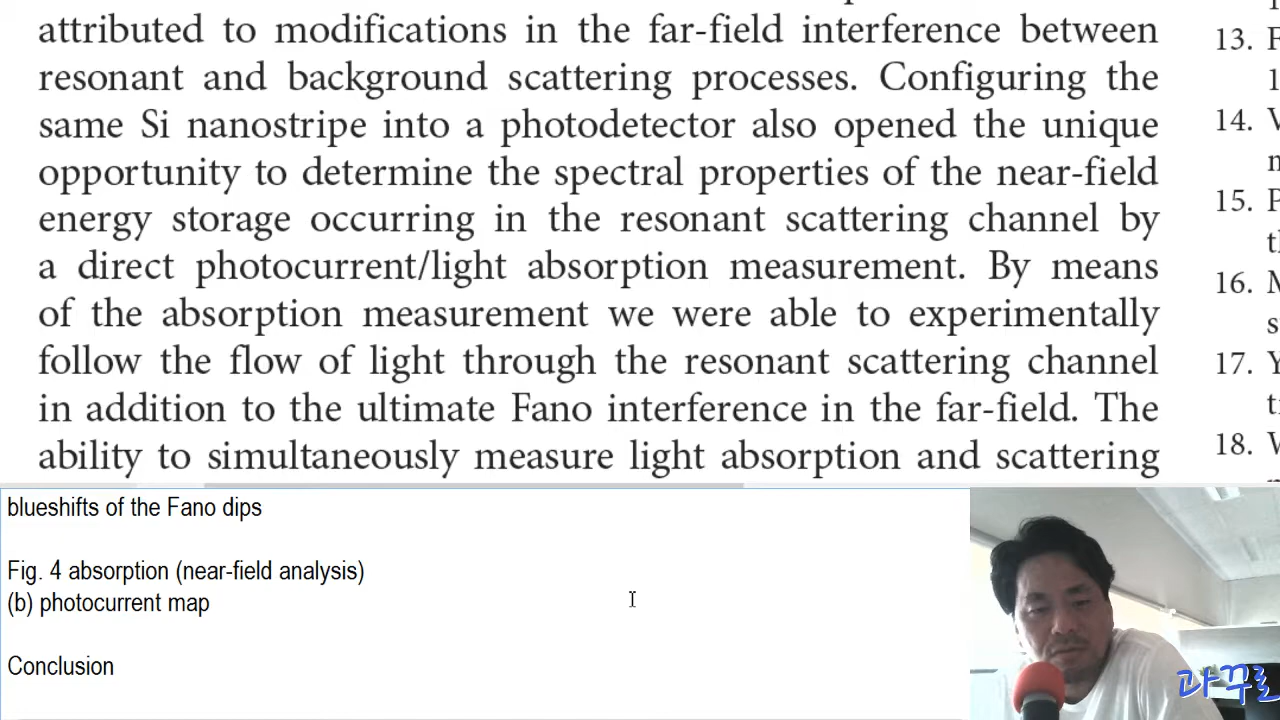 attributed to modifications in the far-field interference between
resonant and background scattering processes. Configuring the
same Si nanostripe into a photodetector also opened the unique
opportunity to determine the spectral properties of the near-field
energy storage occurring in the resonant scattering channel by
a direct photocurrent/light absorption measurement. By means
of the absorption measurement we were able to experimentally
follow the flow of light through the resonant scattering channel
in addition to the ultimate Fano interference in the far-field. The
ability to simultaneously measure light absorption and scattering
13. F
1
14. V
15. P
16. M
s
17. Y
18. W
blueshifts of the Fano dips
Fig. 4 absorption (near-field analysis)
(b) photocurrent map
Conclusion
과꾸로